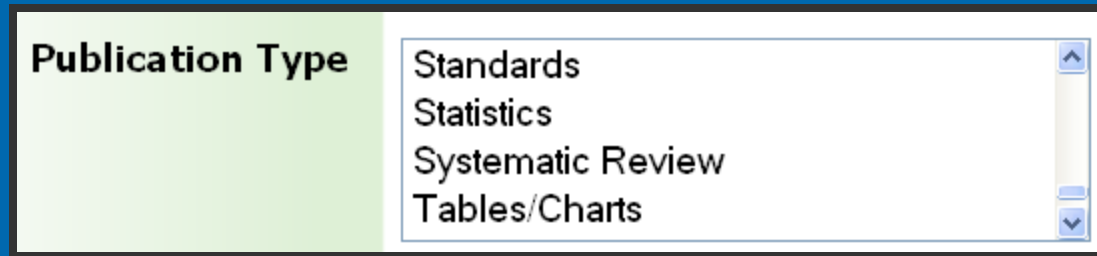 Publication Type
Standards
Statistics
Systematic Review
Tables/Charts